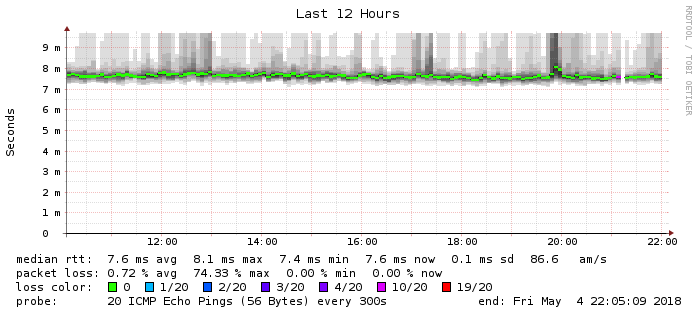 Last 12 Hours
RRDTOOL / TOBI OETIKER
Seconds
9 m
8 m
7 m
6 m
5 m
4 m
3 m
2 m
1 m
0
12:00 14:00 16:00 18:00 20:00 22:00
median rtt: 7.6 ms avg 8.1 ms max 7.4 ms min 7.6 ms now 0.1 ms sd 86.6 am/s
packet loss: 0.72 % avg 74.33 % max 0.00 % min 0.00 % now
loss color: 0 1/20 2/20 3/20 4/20 10/20 19/20
probe: 20 ICMP Echo Pings (56 Bytes) every 300s end: Fri May 4 22:05:09 2018